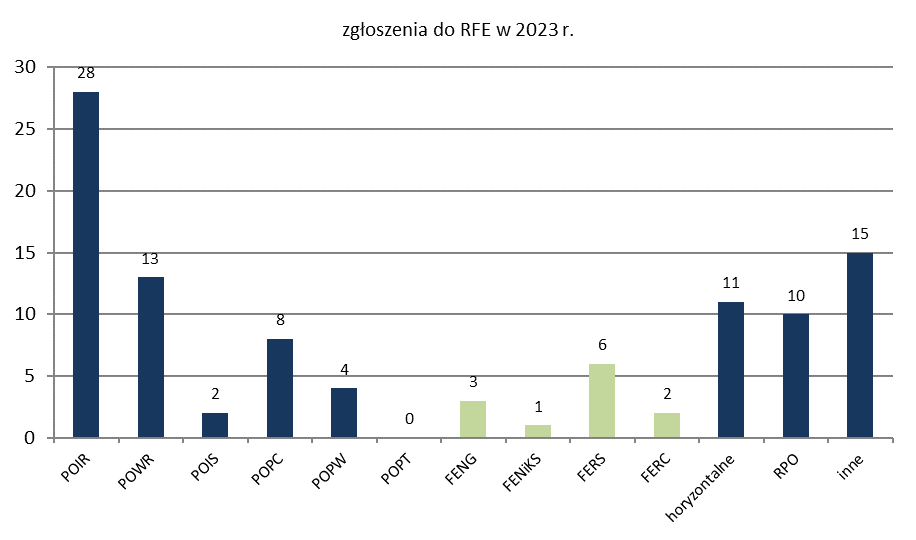 zgłoszenia do RFE w 2023 r.
30
25
20
15
10
5
0
28
13
2
8
4
0
3
1
6
2
11
10
15
POIR
POWR
POIS
POPC
POPW
POPT
FENG
FENiKS
FERS
FERC
horyzontalne
RPO
inne